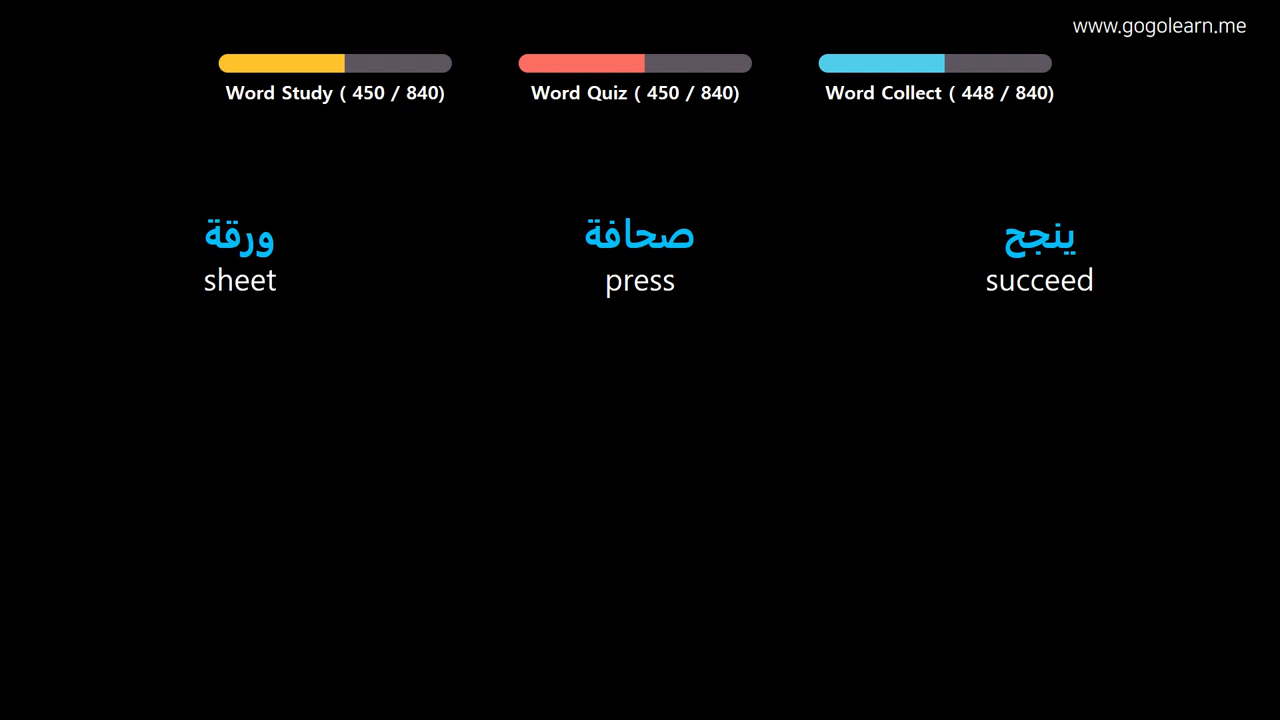 www.gogolearn.me
Word Study ( 450 / 840)
Word Quiz ( 450 / 840)
Word Collect ( 448 / 840)
ورقة
sheet
صحافة
press
ينجح
succeed